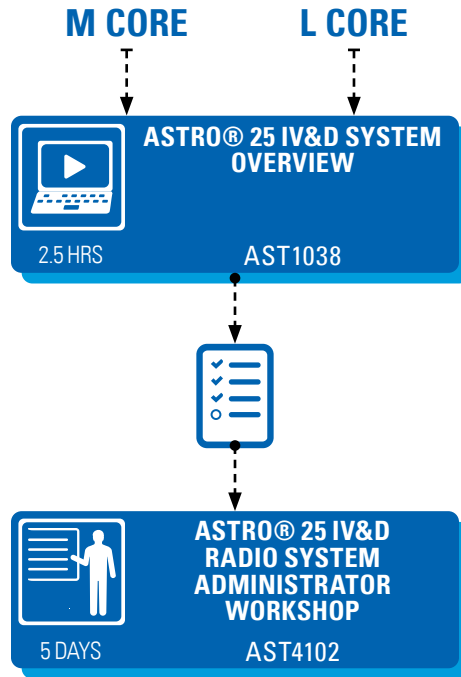 M CORE L CORE
ASTRO® 25 IV&D SYSTEM
OVERVIEW
2.5 HRS AST1038
ASTRO® 25 IV&D
RADIO SYSTEM
ADMINISTRATOR
WORKSHOP
5 DAYS AST4102